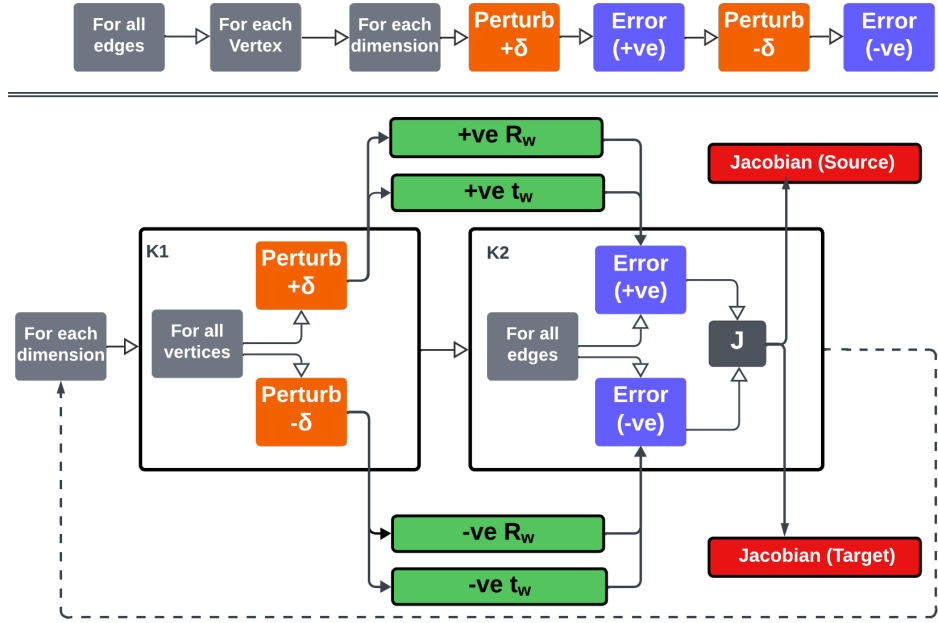 For all
edges
For each
Vertex
For each
dimension
Perturb
+δ
Error
(+ve)
Perturb
-δ
Error
(-ve)
+ve Rw
+ve tw
Jacobian (Source)
K1
Perturb
+δ
For each
dimension
For all
vertices
Perturb
-δ
K2
Error
(+ve)
For all
edges
J
Error
(-ve)
-ve Rw
-ve tw
Jacobian (Target)